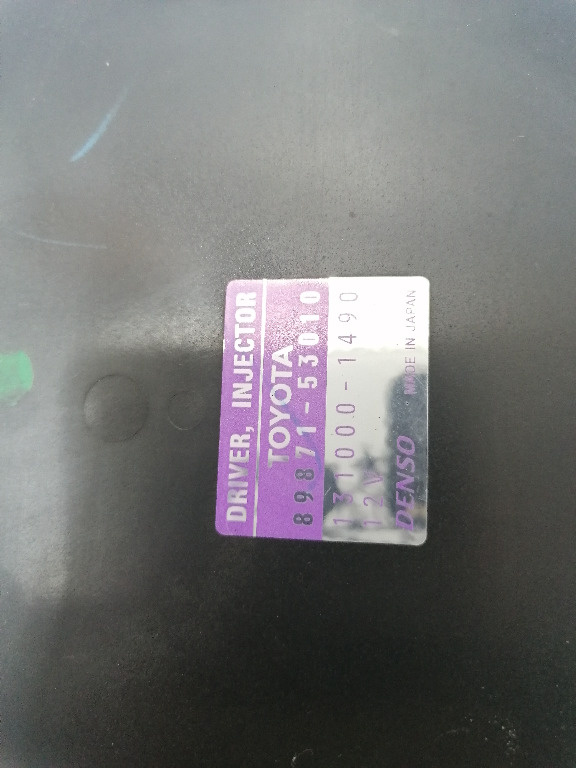 DRIVER, INJECTOR
TOYOTA
89871-53010
131000-1490
12V
DENSO MADE IN JAPAN